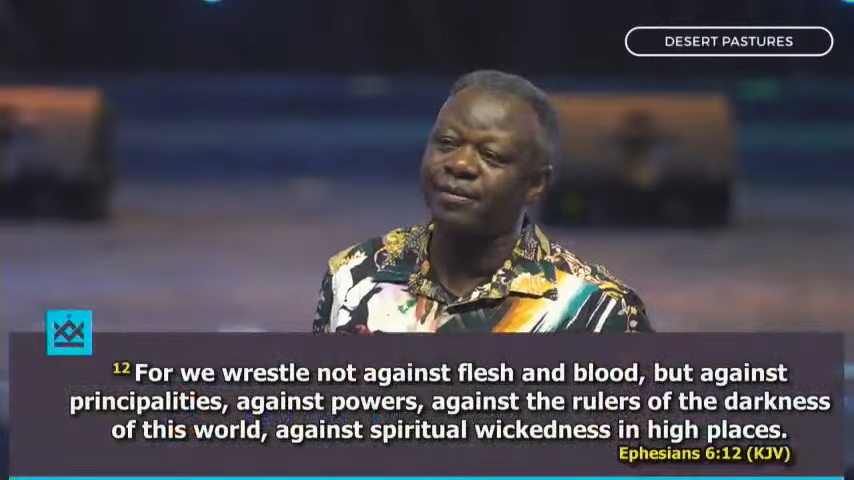 DESERT PASTURES
12 For we wrestle not against flesh and blood, but against
principalities, against powers, against the rulers of the darkness
of this world, against spiritual wickedness in high places.
Ephesians 6:12 (KJV)